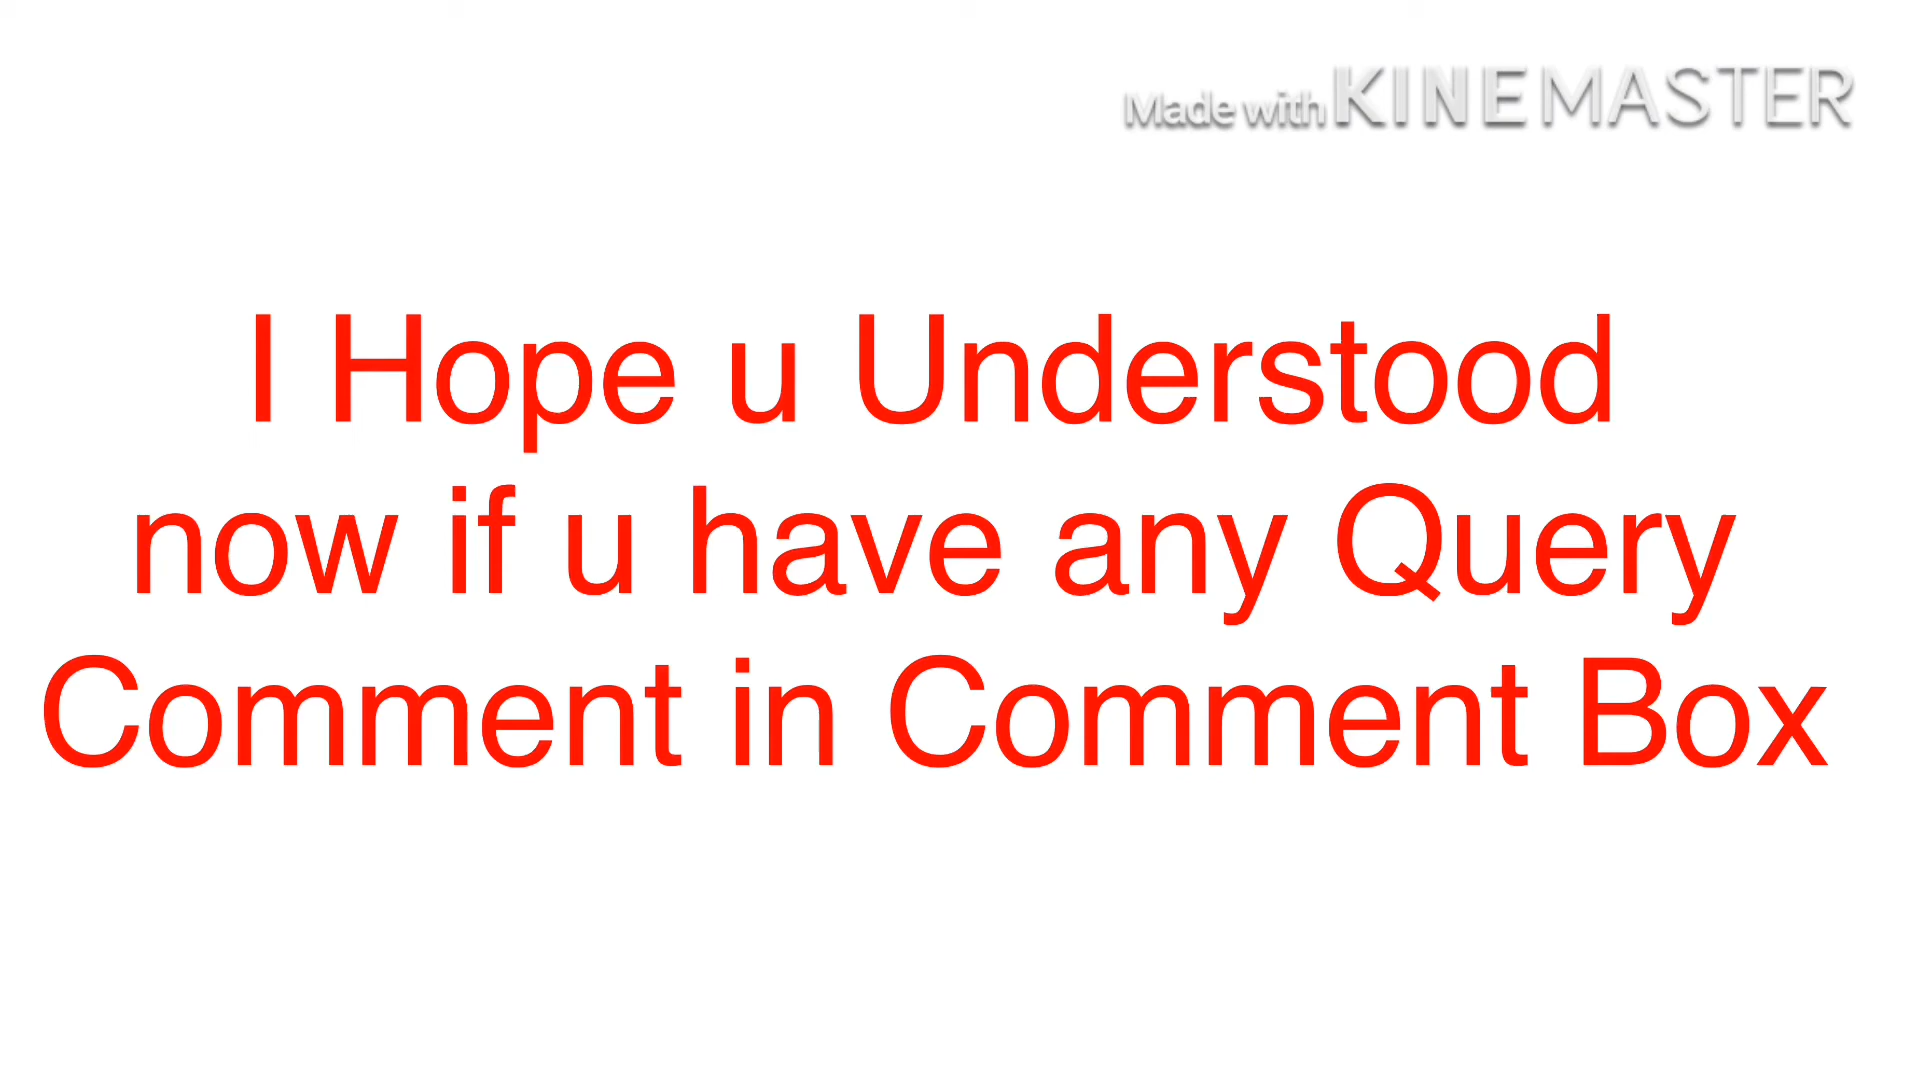 Made with KINEMASTER
I Hope u Understood
now if u have any Query
Comment in Comment Box